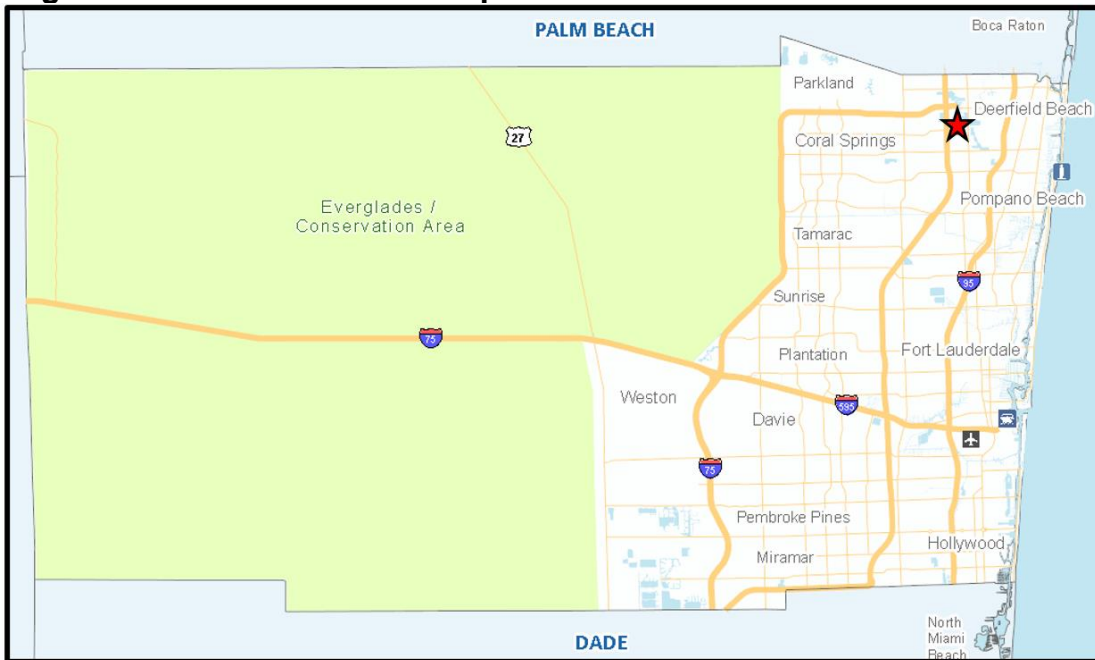 PALM BEACH
Boca Raton
Parkland
Deerfield Beach
27
Coral Springs
Pompano Beach
Everglades /
Conservation Area
Tamarac
95
Sunrise
75
Plantation
Fort Lauderdale
Weston
595
Davie
75
Pembroke Pines
Hollywood
Miramar
North
Miami
Beach
DADE